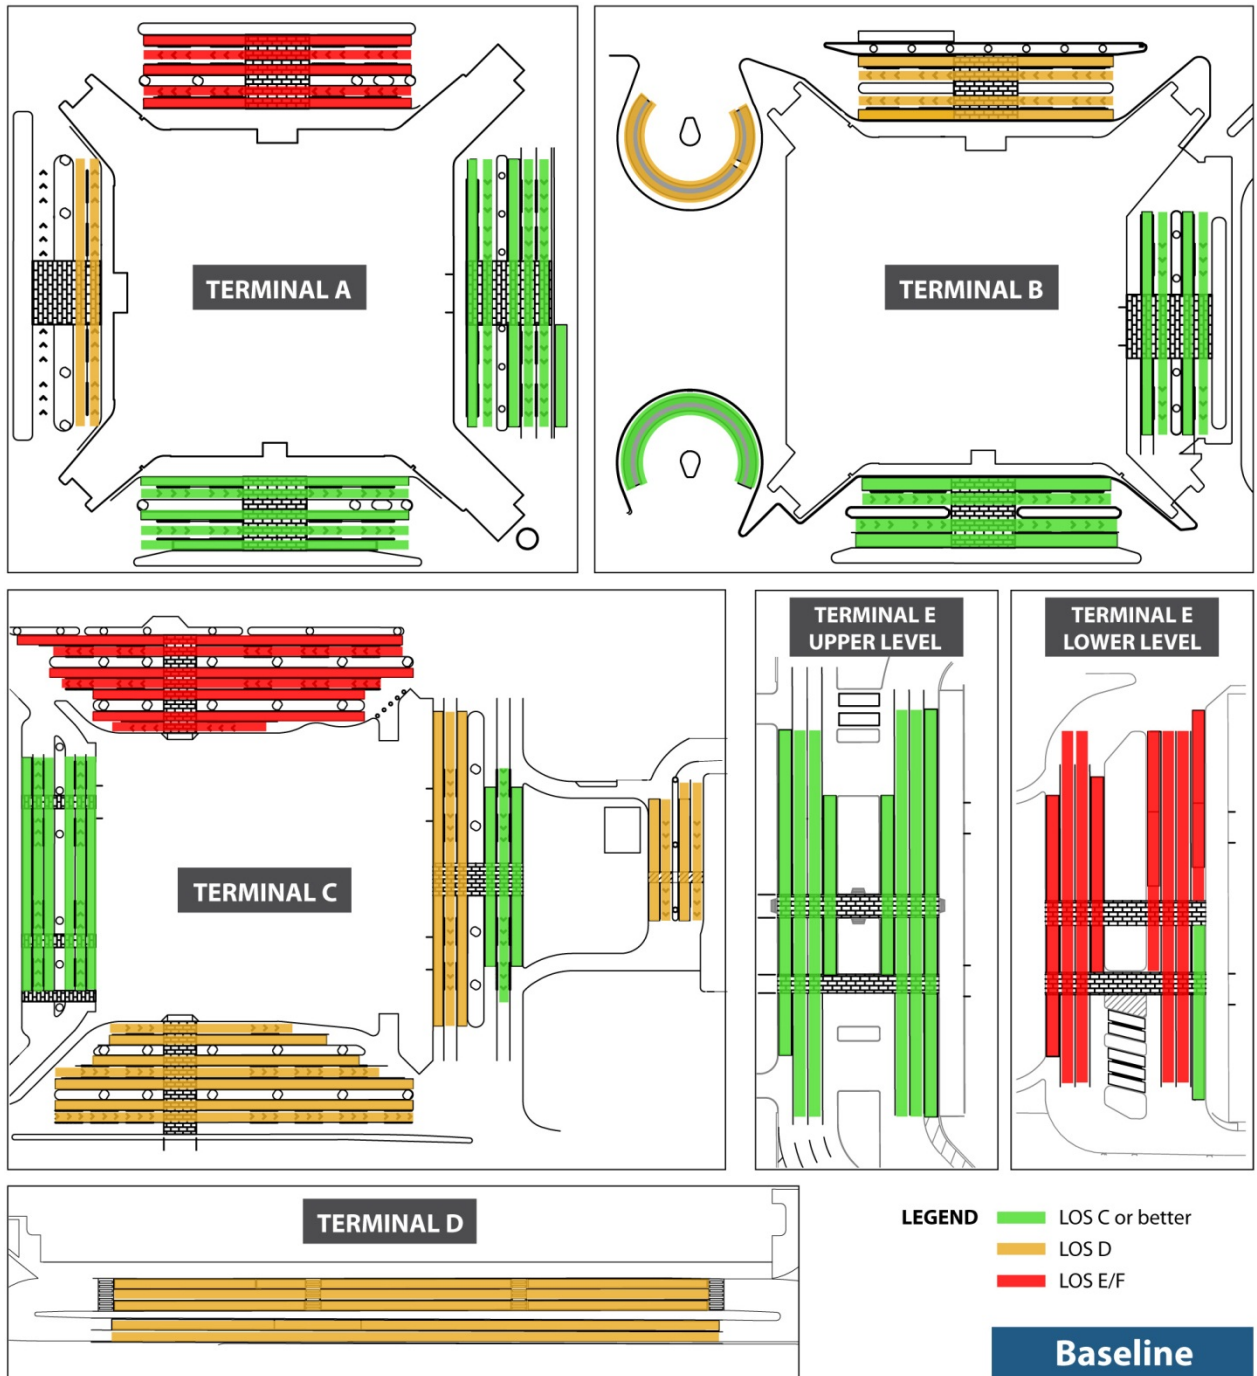 TERMINAL A
TERMINAL B
TERMINAL C
TERMINAL E
UPPER LEVEL
TERMINAL E
LOWER LEVEL
TERMINAL D
LEGEND
LOS C or better
LOS D
LOS E/F
Baseline